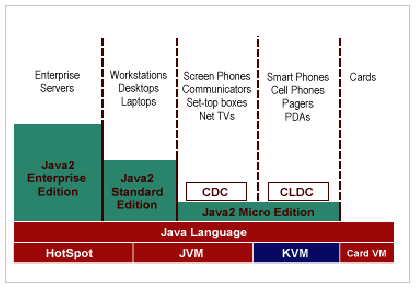 Enterprise
Servers
Workstations
Desktops
Laptops
Screen Phones
Communicators
Set-top boxes
Net TVs
Smart Phones
Cell Phones
Pagers
PDAs
Cards
Java2
Enterprise
Edition
Java2
Standard
Edition
CDC
CLDC
Java2 Micro Edition
Java Language
HotSpot
JVM
KVM
Card VM